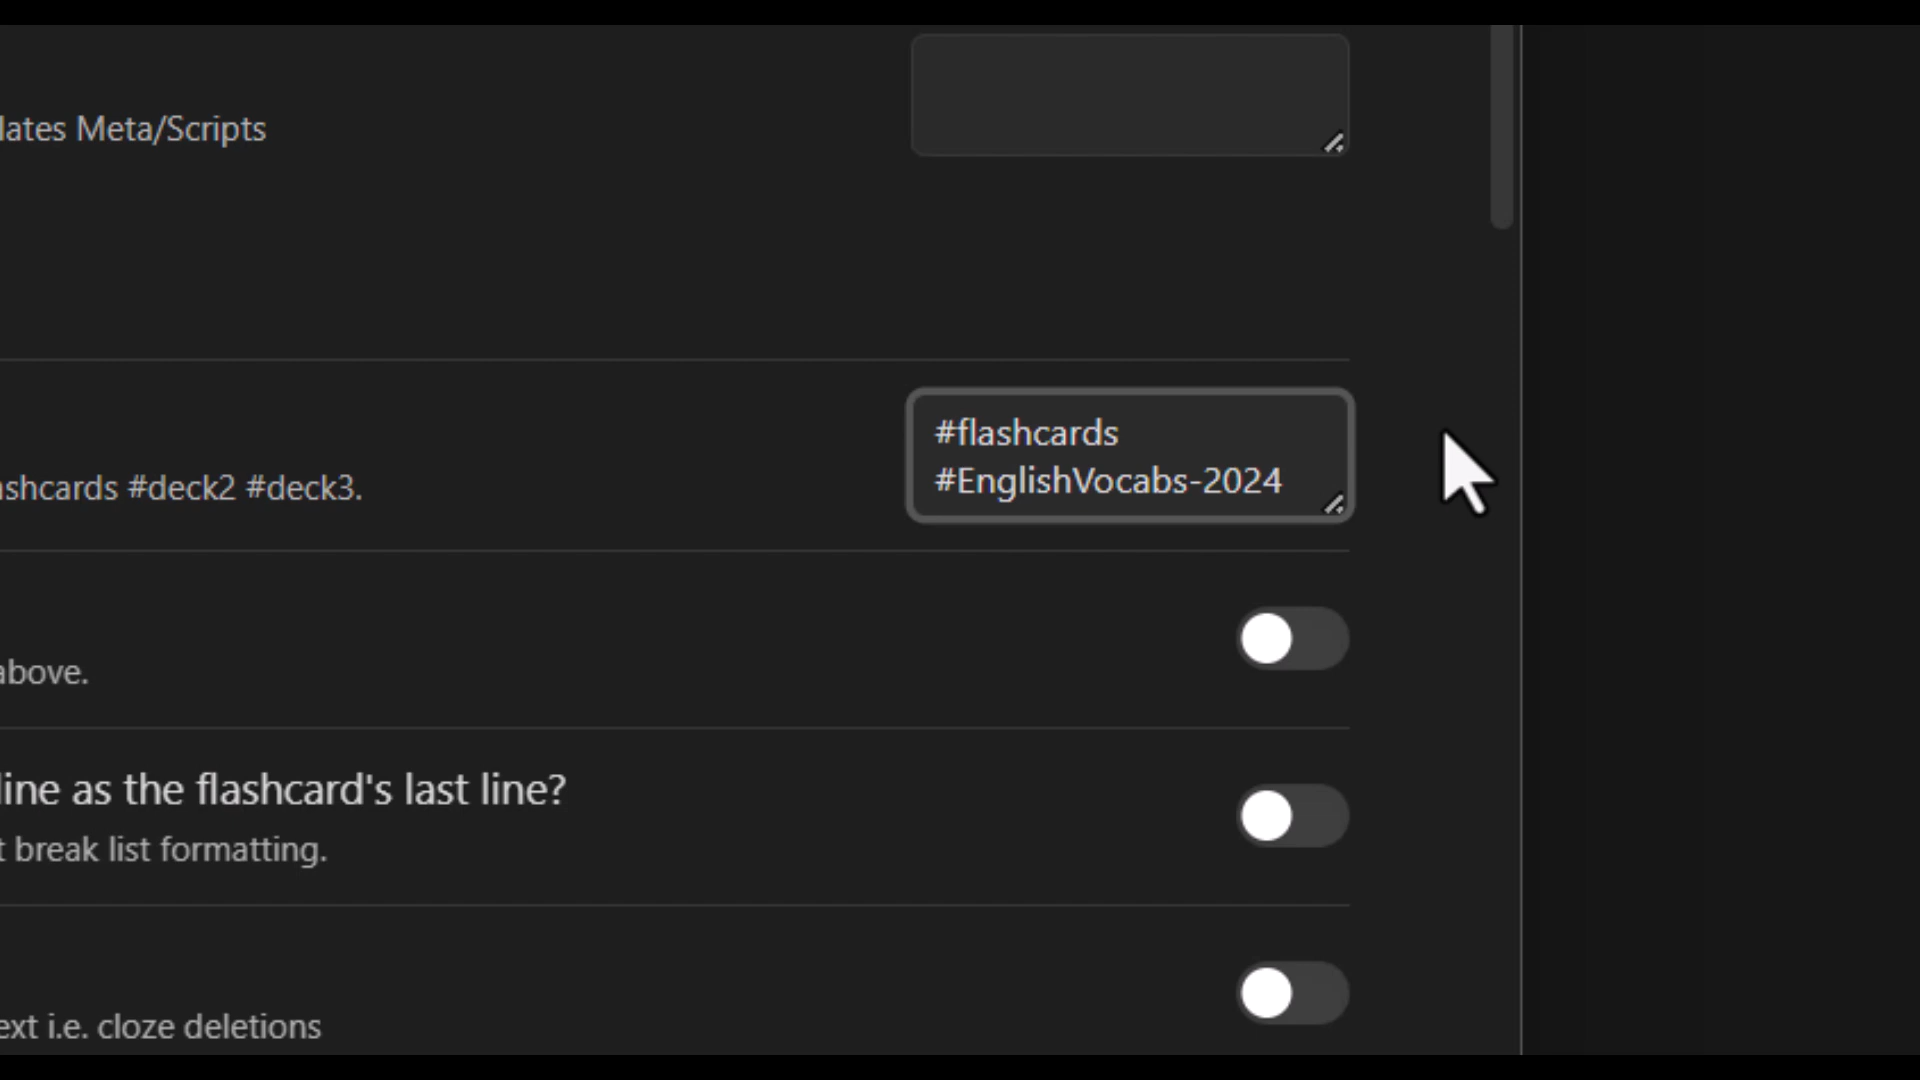 lates Meta/Scripts
#flashcards
#EnglishVocabs-2024
shcards #deck2 #deck3.
above.
line as the flashcard's last line?
t break list formatting.
ext i.e. cloze deletions